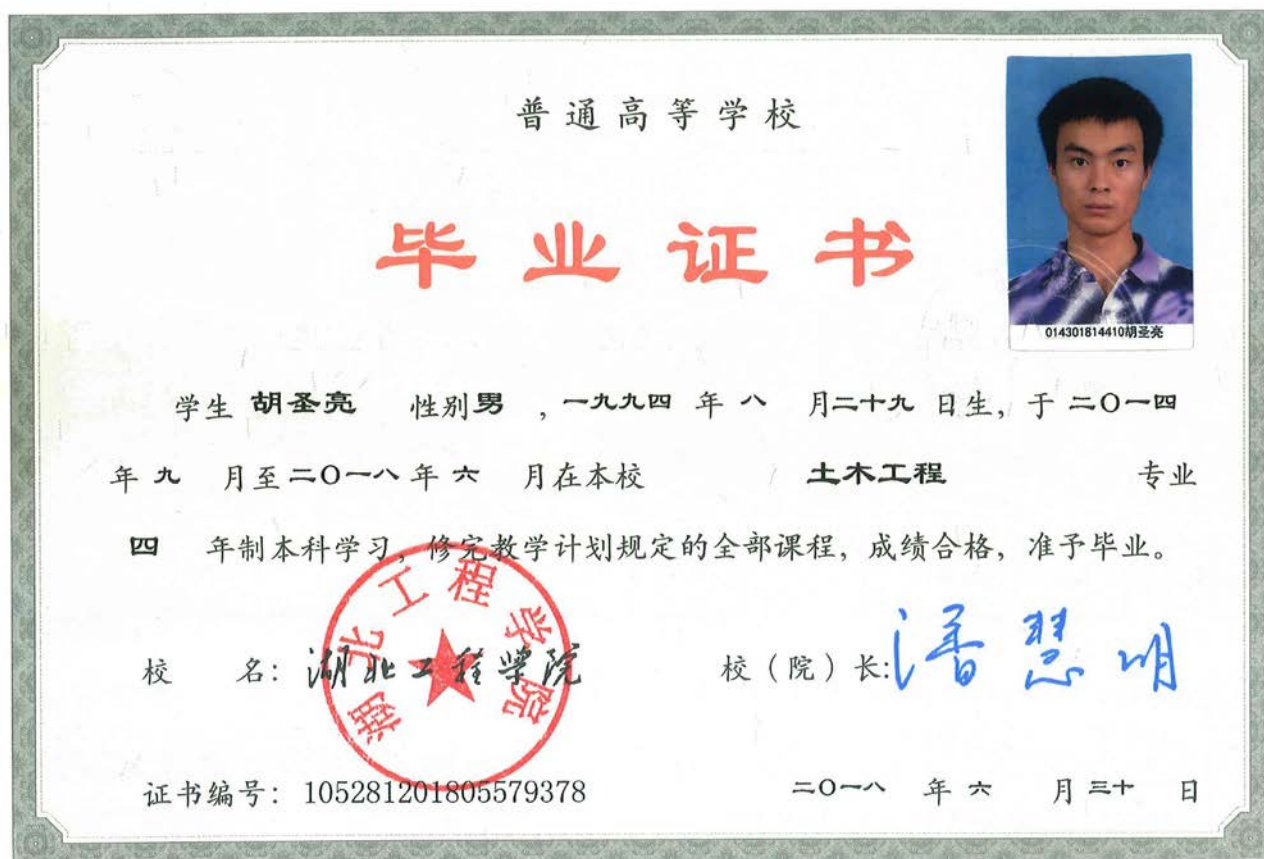 普通高等学校
毕业证书
014301814410胡圣亮
学生 胡圣亮 性别男 ,一九九四 年 八 月二十九 日生, 于 二O一四
年 九 月至二O一八 年 六 月在本校 土木工程 专业
四 年制本科学习, 修完教学计划规定的全部课程, 成绩合格, 准予毕业。
湖北工程学院
校 名: 湖北工程学院 校(院)长: 潘慧明
证书编号: 105281201805579378 二O一八 年 六 月 三十 日